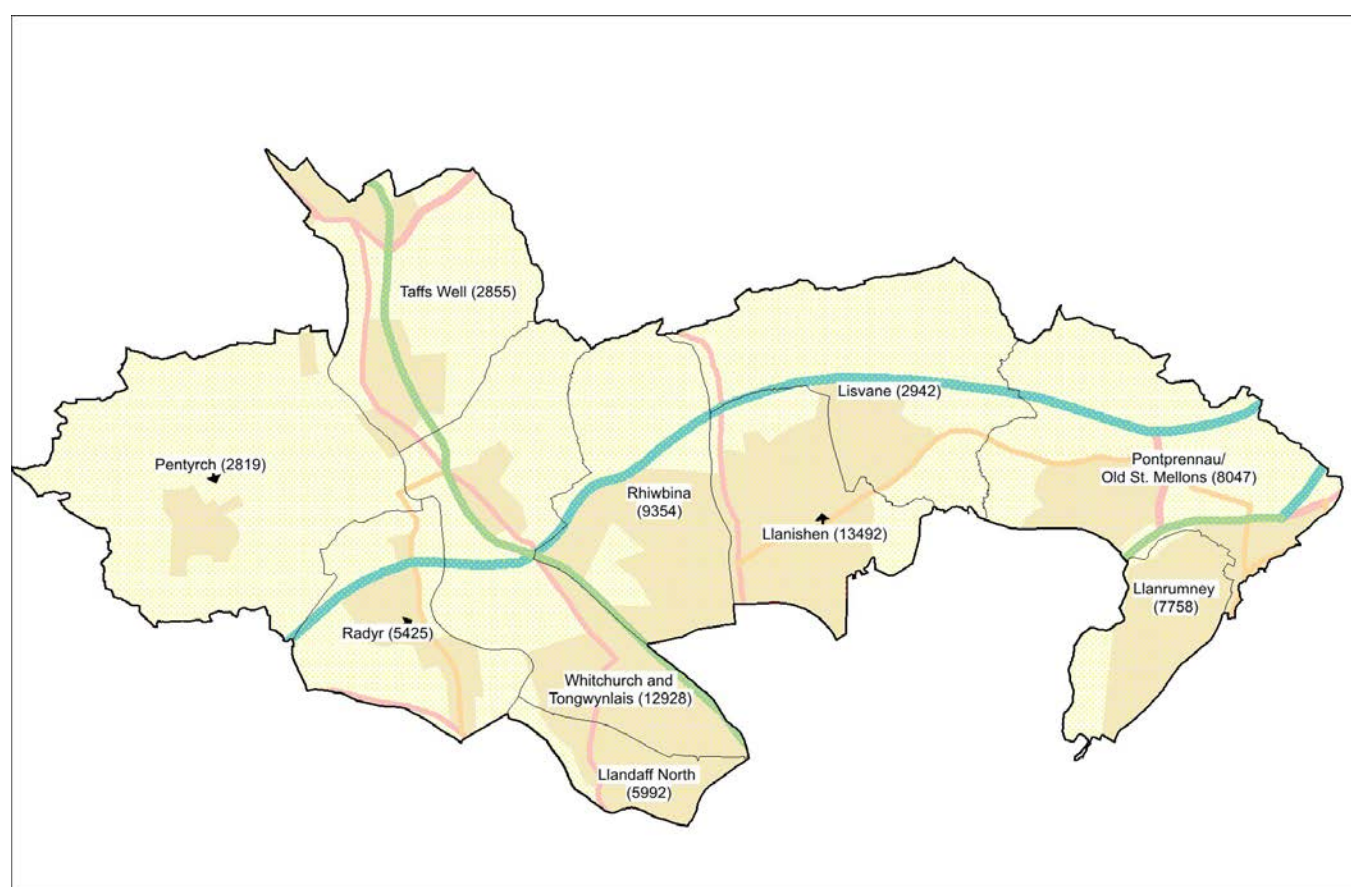 Taffs Well (2855)
Lisvane (2942)
Pentyrch (2819)
Pontprennau/
Old St. Mellons (8047)
Rhiwbina
(9354)
Llanishen (13492)
Llanrumney
(7758)
Radyr (5425)
Whitchurch and
Tongwynlais (12928)
Llandaff North
(5992)